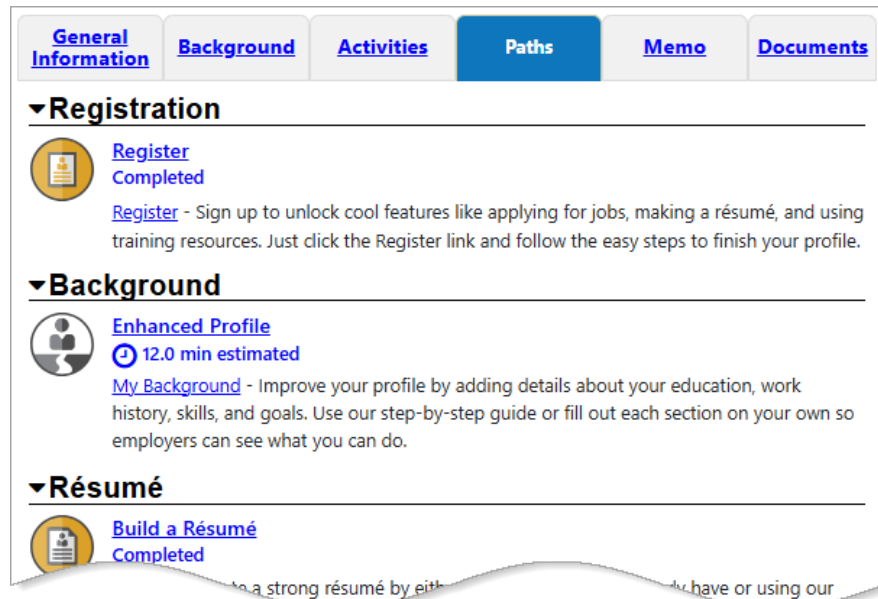 General Information
Background
Activities
Paths
Memo
Documents
Registration
Register
Completed
Register - Sign up to unlock cool features like applying for jobs, making a résumé, and using
training resources. Just click the Register link and follow the easy steps to finish your profile.
Background
Enhanced Profile
12.0 min estimated
My Background - Improve your profile by adding details about your education, work
history, skills, and goals. Use our step-by-step guide or fill out each section on your own so
employers can see what you can do.
Résumé
Build a Résumé
Completed
a strong résumé by have or using our